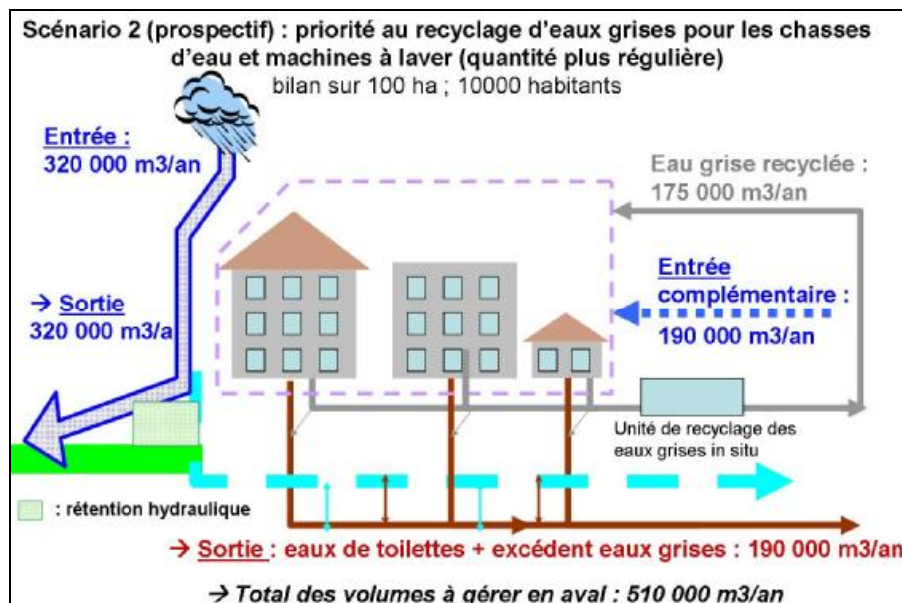 Scénario 2 (prospectif) : priorité au recyclage d'eaux grises pour les chasses
d'eau et machines à laver (quantité plus régulière)
bilan sur 100 ha ; 10000 habitants
Entrée :
320 000 m3/an
Eau grise recyclée :
175 000 m3/an
Entrée
complémentaire :
190 000 m3/an
→ Sortie
320 000 m3/a
Unité de recyclage des
eaux grises in situ
: rétention hydraulique
→ Sortie : eaux de toilettes + excédent eaux grises : 190 000 m3/an
→ Total des volumes à gérer en aval : 510 000 m3/an